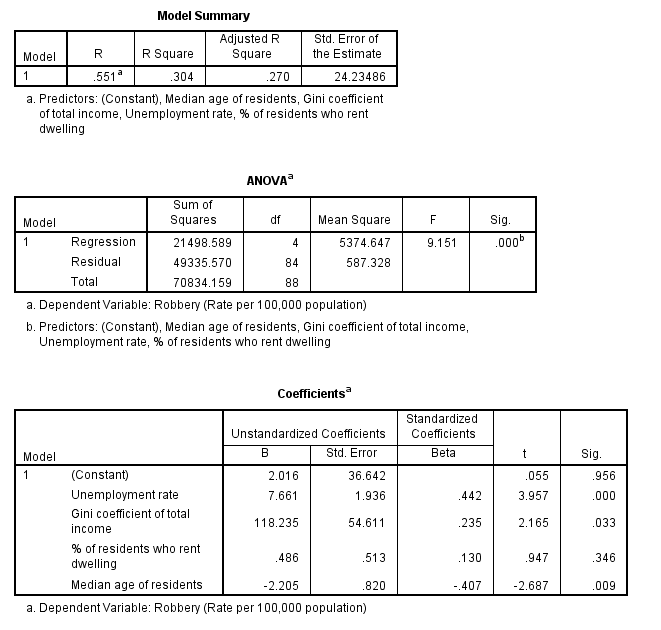 Model Summary
Model R R Square Adjusted R Square Std. Error of the Estimate
1 .551a .304 .270 24.23486
a. Predictors: (Constant), Median age of residents, Gini coefficient
of total income, Unemployment rate, % of residents who rent
dwelling
ANOVAa
Model Sum of Squares df Mean Square F Sig.
1 Regression 21498.589 4 5374.647 9.151 .000b
Residual 49335.570 84 587.328
Total 70834.159 88
a. Dependent Variable: Robbery (Rate per 100,000 population)
b. Predictors: (Constant), Median age of residents, Gini coefficient of total income,
Unemployment rate, % of residents who rent dwelling
Coefficientsa
Model Unstandardized Coefficients Standardized Coefficients t Sig.
B Std. Error Beta
1 (Constant) 2.016 36.642 .055 .956
Unemployment rate 7.661 1.936 .442 3.957 .000
Gini coefficient of total income 118.235 54.611 .235 2.165 .033
% of residents who rent dwelling .486 .513 .130 .947 .346
Median age of residents -2.205 .820 -.407 -2.687 .009
a. Dependent Variable: Robbery (Rate per 100,000 population)